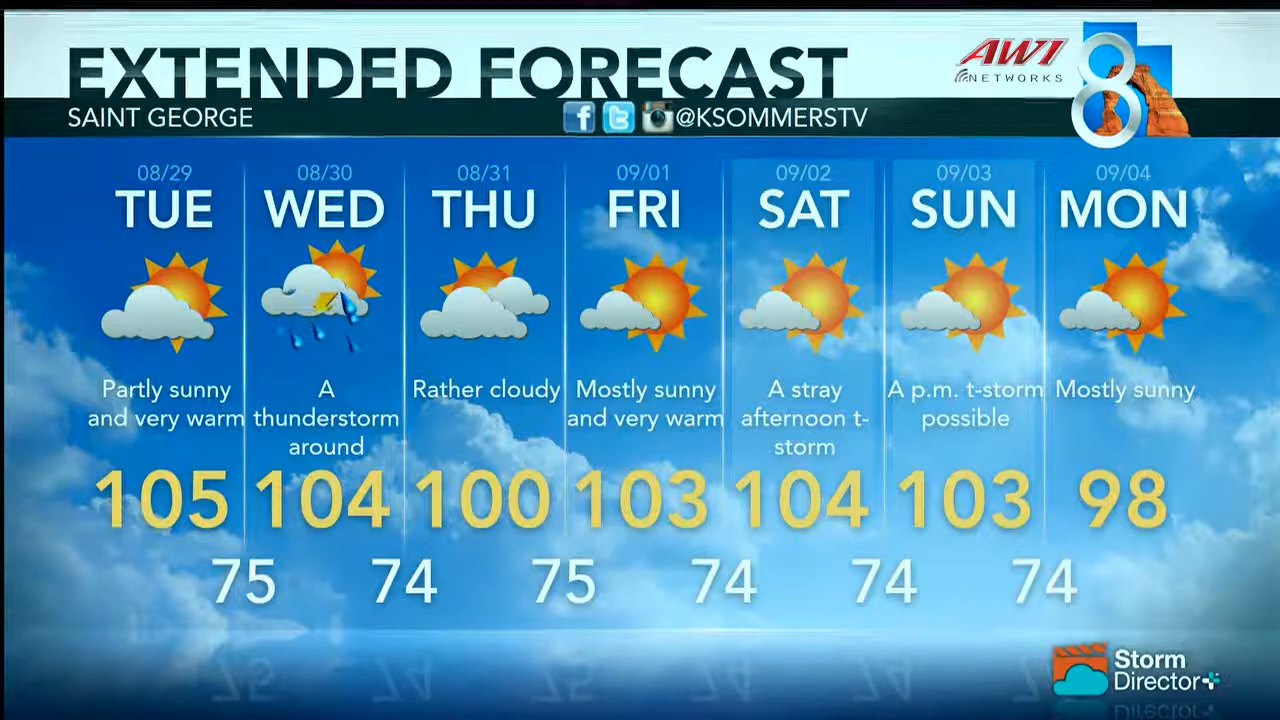 EXTENDED FORECAST
AWI
NETWORKS
8
SAINT GEORGE
@KSOMMERSTV
08/29
TUE
Partly sunny
and very warm
105
08/30
WED
A
thunderstorm
around
104
08/31
THU
Rather cloudy
100
09/01
FRI
Mostly sunny
and very warm
103
09/02
SAT
A stray
afternoon t-
storm
104
09/03
SUN
A p.m. t-storm
possible
103
09/04
MON
Mostly sunny
98
75
74
75
74
74
74
Storm
Director+